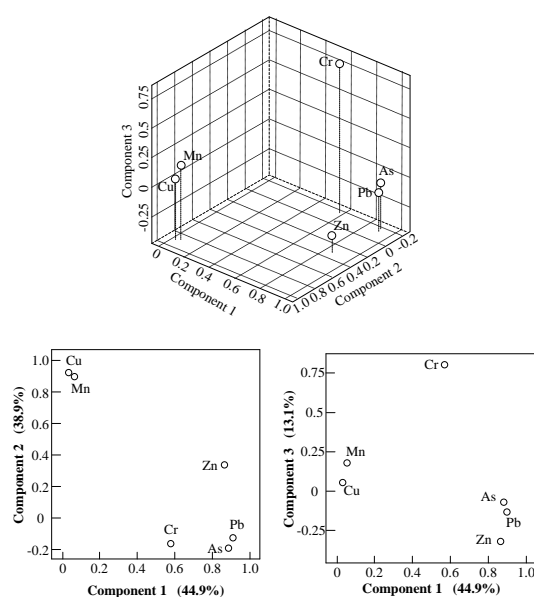 Cr
0.75
0.5
0.25
0
-0.25
Component 3
Mn
Cu
As
Pb
Zn
0 0.2 0.4 0.6 0.8 1.0
Component 1
1.0 0.8 0.6 0.4 0.2 0 -0.2
Component 2
1.0
0.8
0.6
0.4
0.2
0
-0.2
Component 2 (38.9%)
Cu
Mn
Zn
Cr
Pb
As
0 0.2 0.4 0.6 0.8 1.0
Component 1 (44.9%)
0.75
0.25
0
-0.25
Component 3 (13.1%)
Cr
Mn
Cu
As
Pb
Zn
0 0.2 0.4 0.6 0.8 1.0
Component 1 (44.9%)